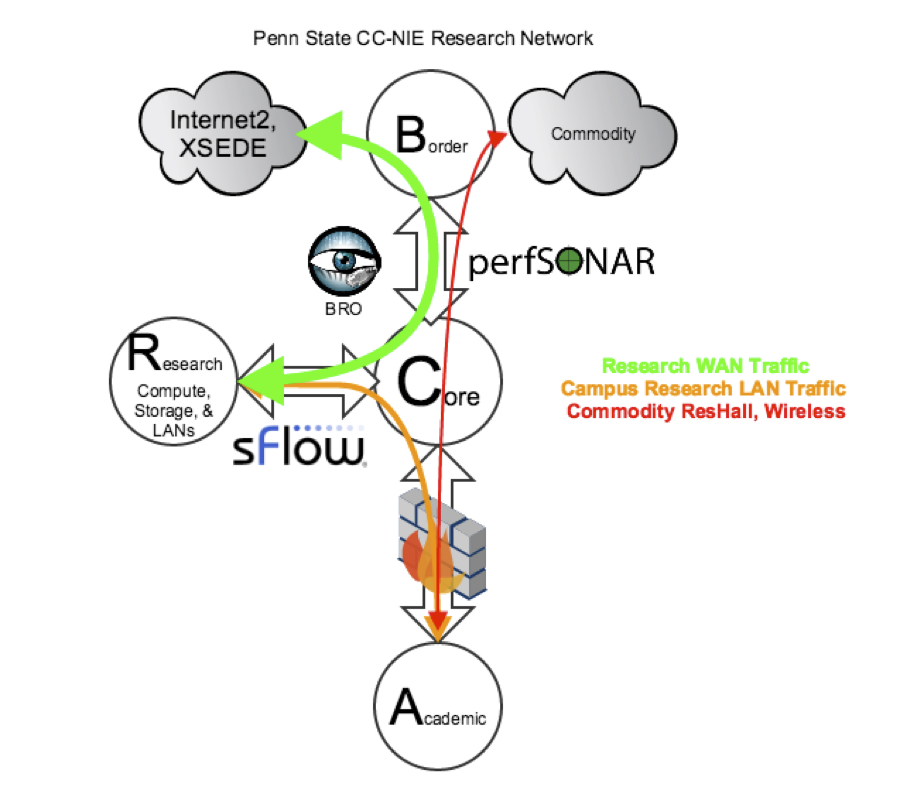 Penn State CC-NIE Research Network
Internet2,
XSEDE
Border
Commodity
perfSONAR
BRO
Research
Compute,
Storage, &
LANs
Core
Research WAN Traffic
Campus Research LAN Traffic
Commodity ResHall, Wireless
sFlow
Academic